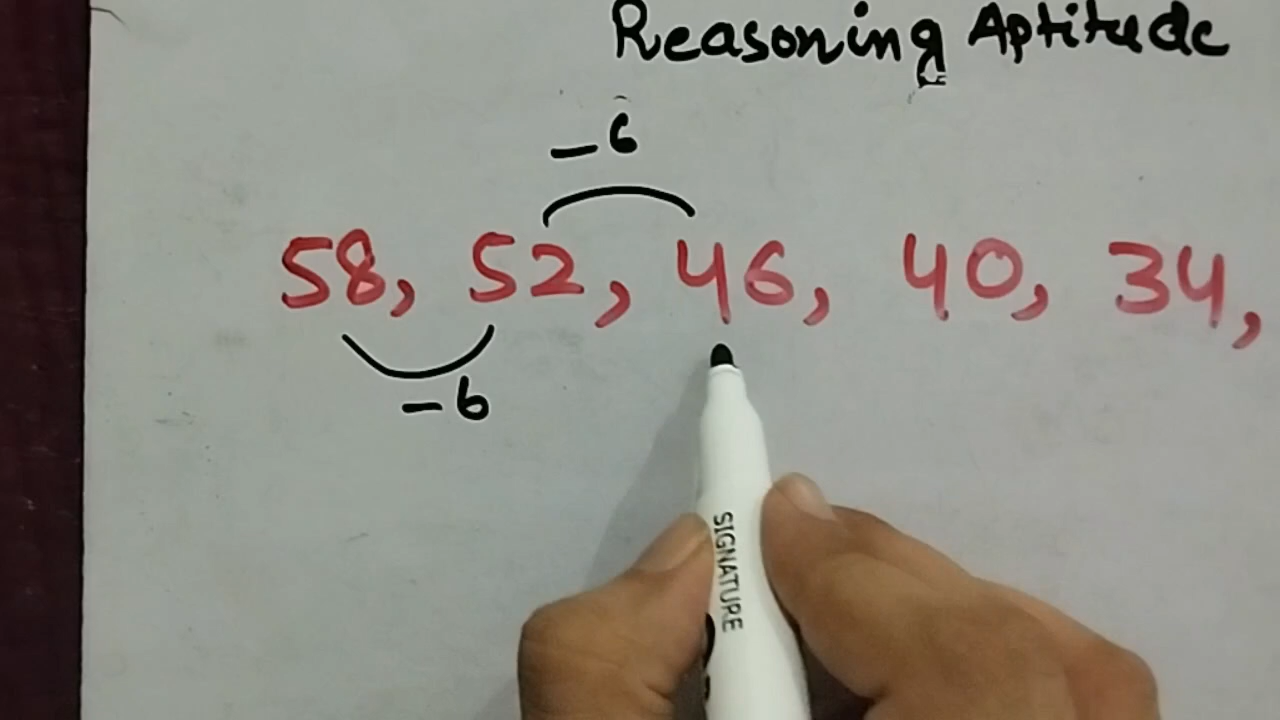 Reasoning Aptitude
-6
58, 52, 46, 40, 34,
-6
SIGNATURE